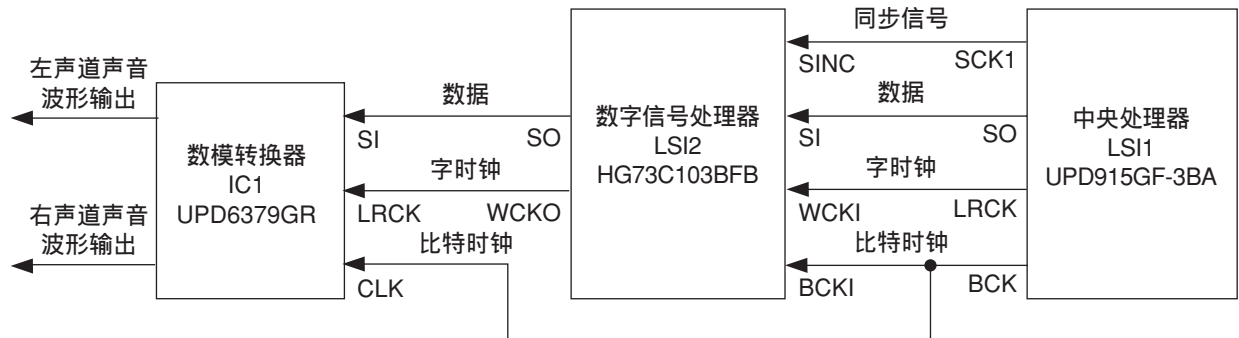 左声道声音
波形输出
右声道声音
波形输出
数模转换器
IC1
UPD6379GR
数据
SI
SO
字时钟
LRCK
WCKO
比特时钟
CLK
数字信号处理器
LSI2
HG73C103BFB
同步信号
SINC
SCK1
数据
SI
SO
字时钟
WCKI
LRCK
比特时钟
BCKI
BCK
中央处理器
LSI1
UPD915GF-3BA